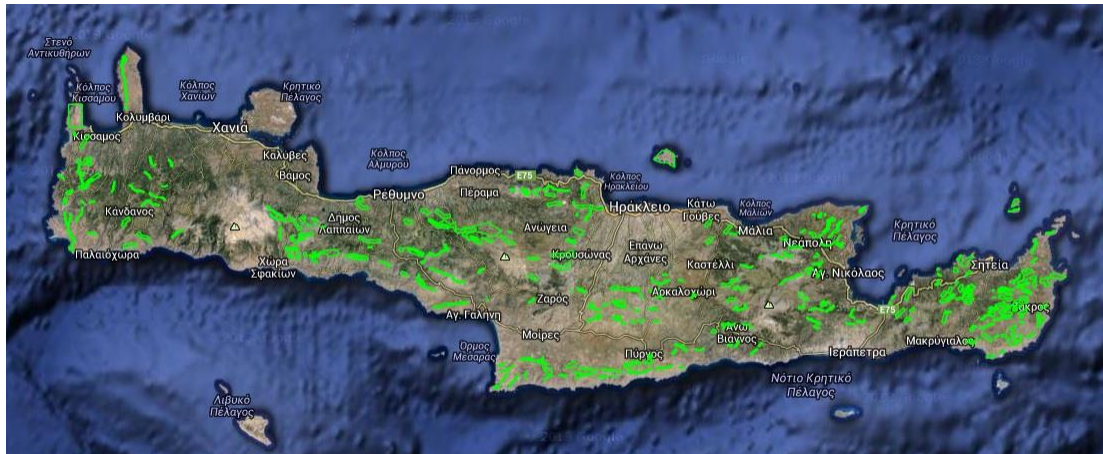 Στενό
Αντικυθήρων
Κόλπος
Κισσάμου
Κολυμβάρι
Κόλπος
Χανίων
Κρητικό
Πέλαγος
Κίσσαμος
Χανιά
Καλύβες
Βάμος
Κόλπος
Αλμυρού
Πάνορμος
E75
Κόλπος
Ηρακλείου
Ρέθυμνο
Πέραμα
Ηράκλειο
Κάτω
Γούβες
Κόλπος
Μαλίων
Κάνδανος
Δήμος
Λαππαίων
Ανώγεια
Μάλια
Κρητικό
Πέλαγος
Νεάπολη
Παλαιόχωρα
Χώρα
Σφακίων
Κρουσώνας
Επάνω
Αρχάνες
Καστέλλι
Αγ. Νικόλαος
Σητεία
Ζαρός
Αρκαλοχώρι
Αγ. Γαλήνη
E75
Μοίρες
Άνω
Βιάννος
Μακρύγιαλος
Όρμος
Μεσαράς
Πύργος
Ιεράπετρα
Νότιο Κρητικό
Πέλαγος
Λιβυκό
Πέλαγος